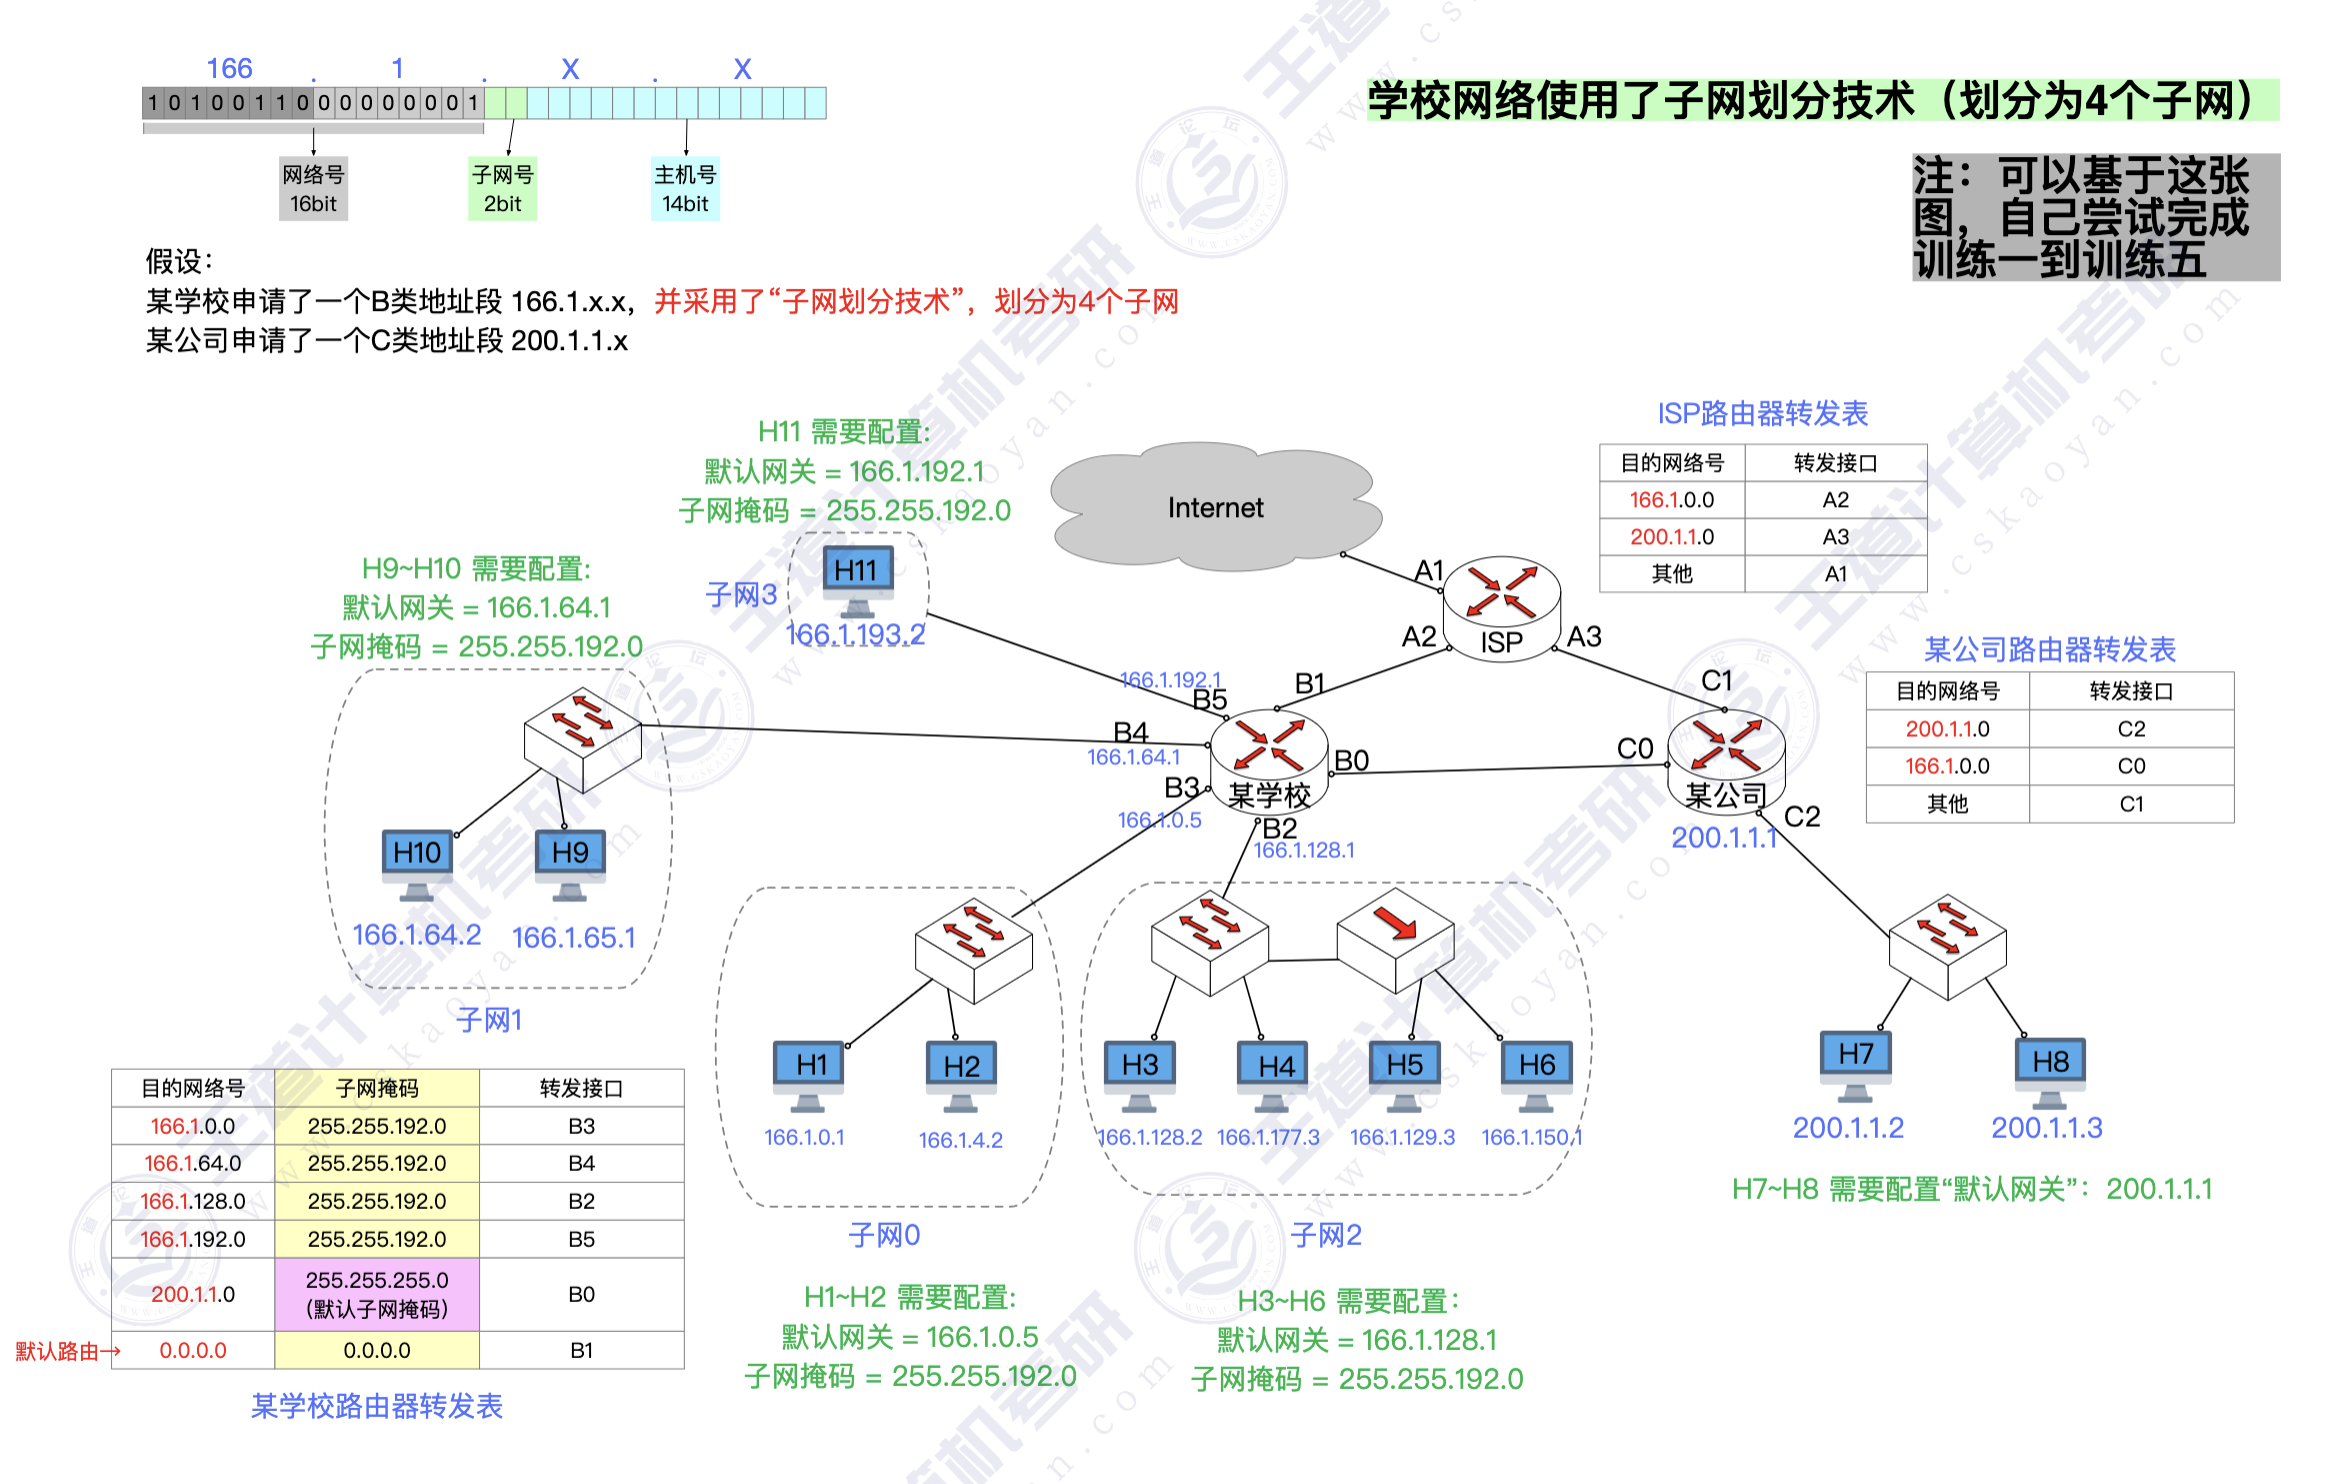 166 . 1 . X . X
1 0 1 0 0 1 1 0 0 0 0 0 0 0 0 1
网络号
16bit
子网号
2bit
主机号
14bit
学校网络使用了子网划分技术（划分为4个子网）
注：可以基于这张
图，自己尝试完成
训练一到训练五
假设：
某学校申请了一个B类地址段 166.1.x.x，并采用了“子网划分技术”，划分为4个子网
某公司申请了一个C类地址段 200.1.1.x
H11 需要配置:
默认网关 = 166.1.192.1
子网掩码 = 255.255.192.0
H11
子网3
166.1.193.2
Internet
ISP路由器转发表
目的网络号 转发接口
166.1.0.0 A2
200.1.1.0 A3
其他 A1
H9~H10 需要配置:
默认网关 = 166.1.64.1
子网掩码 = 255.255.192.0
A1
A2
ISP
A3
某公司路由器转发表
目的网络号 转发接口
200.1.1.0 C2
166.1.0.0 C0
其他 C1
166.1.192.1
B5
B1
C1
B4
166.1.64.1
B0
C0
B3
某学校
某公司
166.1.0.5
B2
166.1.128.1
200.1.1.1
C2
H10
H9
166.1.64.2
166.1.65.1
子网1
H1
H2
166.1.0.1
166.1.4.2
子网0
H3
H4
H5
H6
166.1.128.2
166.1.177.3
166.1.129.3
166.1.150.1
子网2
H7
H8
200.1.1.2
200.1.1.3
H7~H8 需要配置“默认网关”：200.1.1.1
目的网络号 子网掩码 转发接口
166.1.0.0 255.255.192.0 B3
166.1.64.0 255.255.192.0 B4
166.1.128.0 255.255.192.0 B2
166.1.192.0 255.255.192.0 B5
200.1.1.0 255.255.255.0 B0
（默认子网掩码）
默认路由→ 0.0.0.0 0.0.0.0 B1
某学校路由器转发表
H1~H2 需要配置:
默认网关 = 166.1.0.5
子网掩码 = 255.255.192.0
H3~H6 需要配置：
默认网关 = 166.1.128.1
子网掩码 = 255.255.192.0
王道计算机考研
www.cskaoyan.com